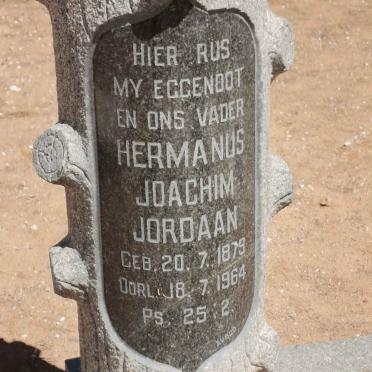 HIER RUS
MY EGGENOOT
EN ONS VADER
HERMANUS
JOACHIM
JORDAAN
GEB. 20. 7. 1879
OORL. 18. 7. 1964
PS. 25 : 2.